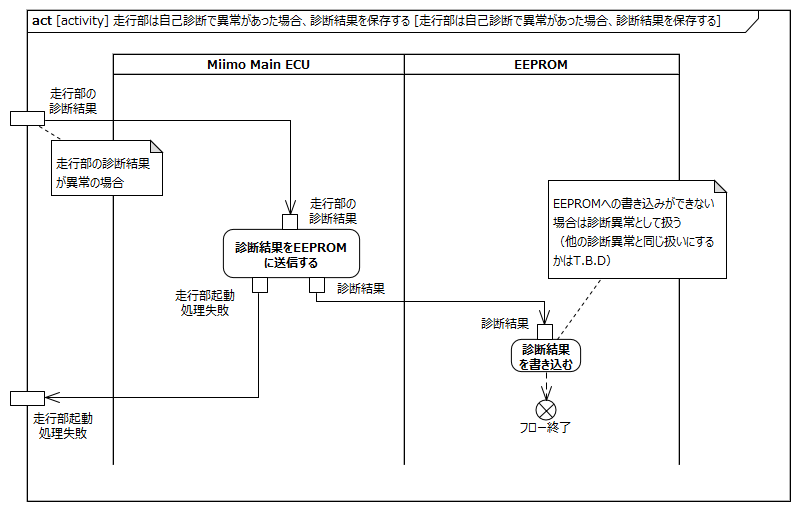 act [activity] 走行部は自己診断で異常があった場合、診断結果を保存する [走行部は自己診断で異常があった場合、診断結果を保存する]
Miimo Main ECU
EEPROM
走行部の
診断結果
走行部の診断結果
が異常の場合
走行部の
診断結果
診断結果をEEPROM
に送信する
走行部起動
処理失敗
診断結果
EEPROMへの書き込みができない
場合は診断異常として扱う
（他の診断異常と同じ扱いにする
かはT.B.D）
診断結果
診断結果
を書き込む
フロー終了
走行部起動
処理失敗